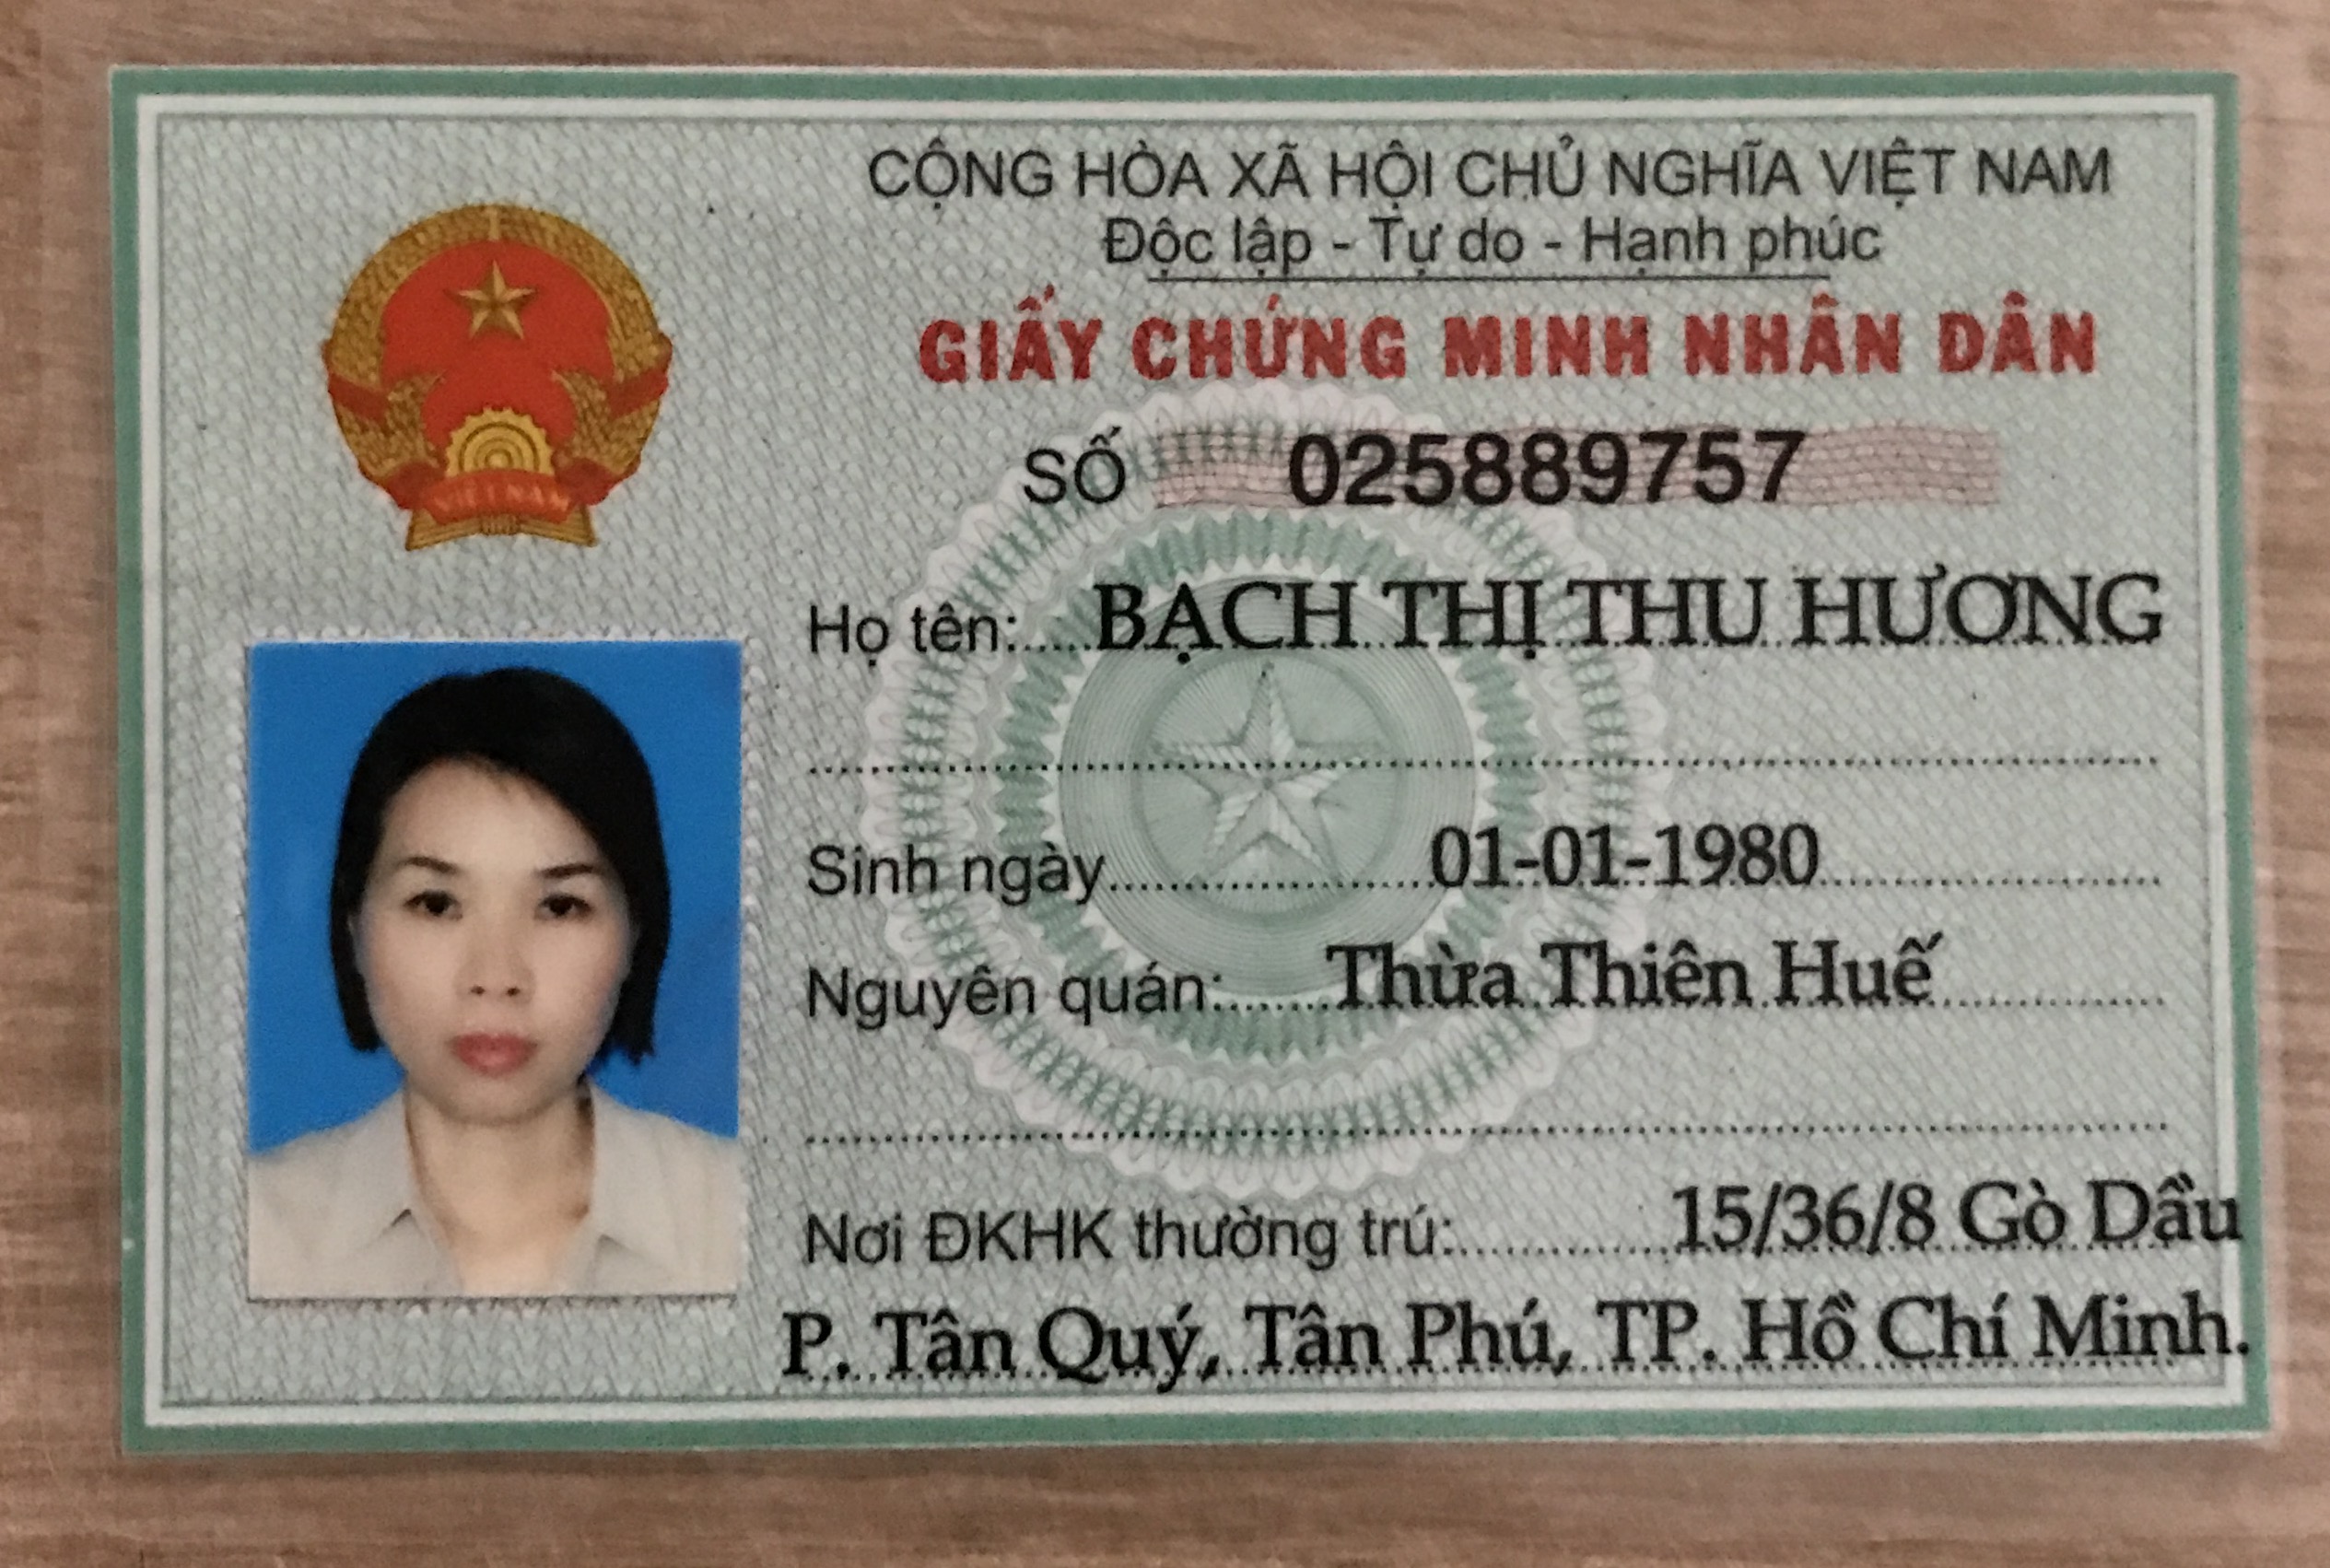 CỘNG HÒA XÃ HỘI CHỦ NGHĨA VIỆT NAM
Độc lập - Tự do - Hạnh phúc
GIẤY CHỨNG MINH NHÂN DÂN
SỐ 025889757
VIỆT NAM
Họ tên: BẠCH THỊ THU HƯƠNG
Sinh ngày 01-01-1980
Nguyên quán: Thừa Thiên Huế
Nơi ĐKHK thường trú: 15/36/8 Gò Dầu
P. Tân Quý, Tân Phú, TP. Hồ Chí Minh.